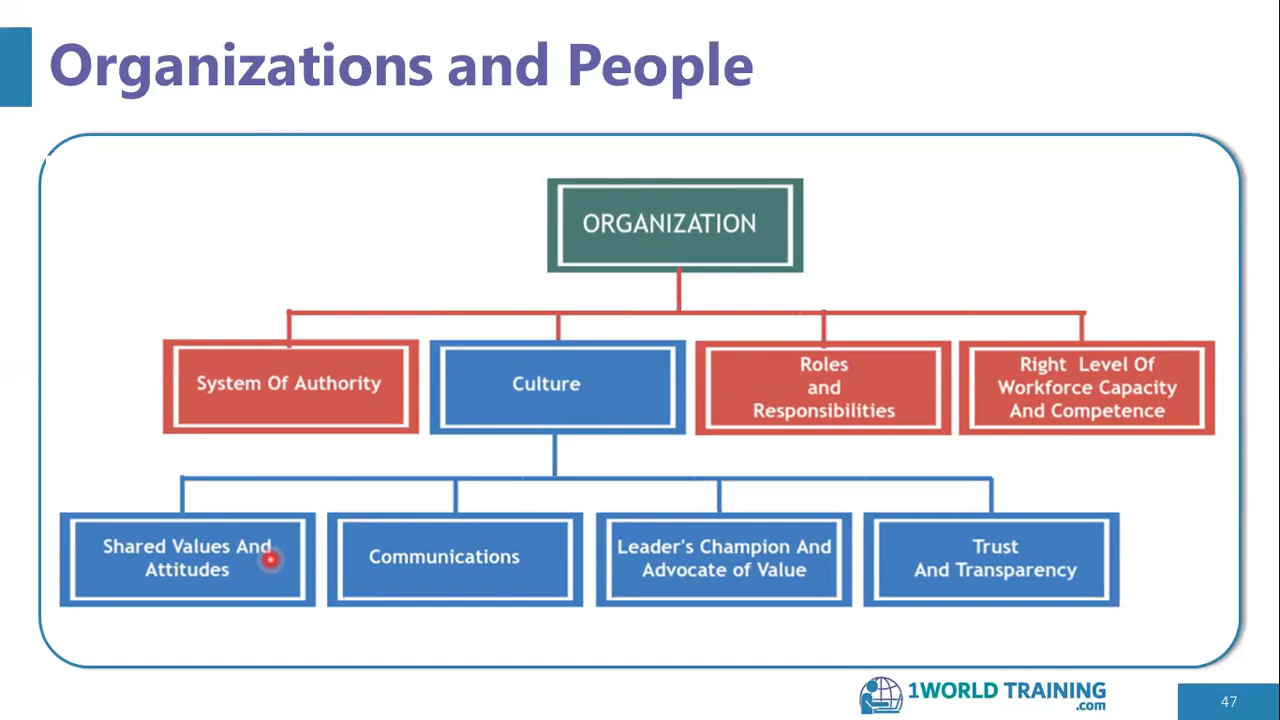 Organizations and People
ORGANIZATION
System Of Authority
Culture
Roles
and
Responsibilities
Right Level Of
Workforce Capacity
And Competence
Shared Values And
Attitudes
Communications
Leader's Champion And
Advocate of Value
Trust
And Transparency
1WORLD TRAINING
.com
47